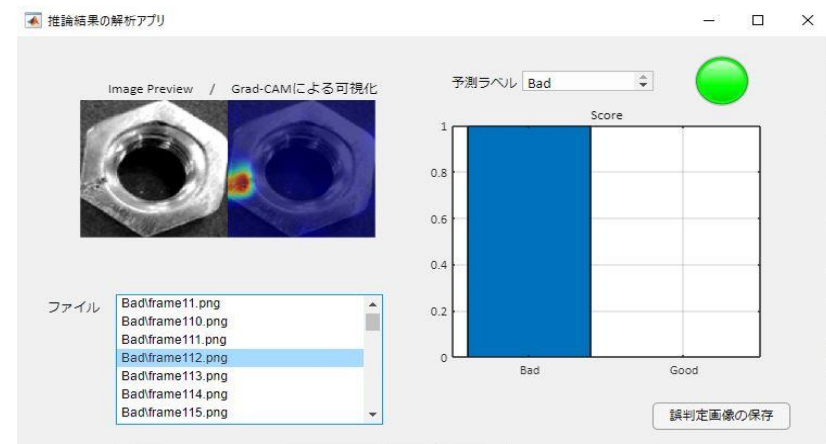 推論結果の解析アプリ
Image Preview / Grad-CAMによる可視化
ファイル
Bad\frame11.png
Bad\frame110.png
Bad\frame111.png
Bad\frame112.png
Bad\frame113.png
Bad\frame114.png
Bad\frame115.png
予測ラベル Bad
Score
1
0.8
0.6
0.4
0.2
0
Bad Good
誤判定画像の保存